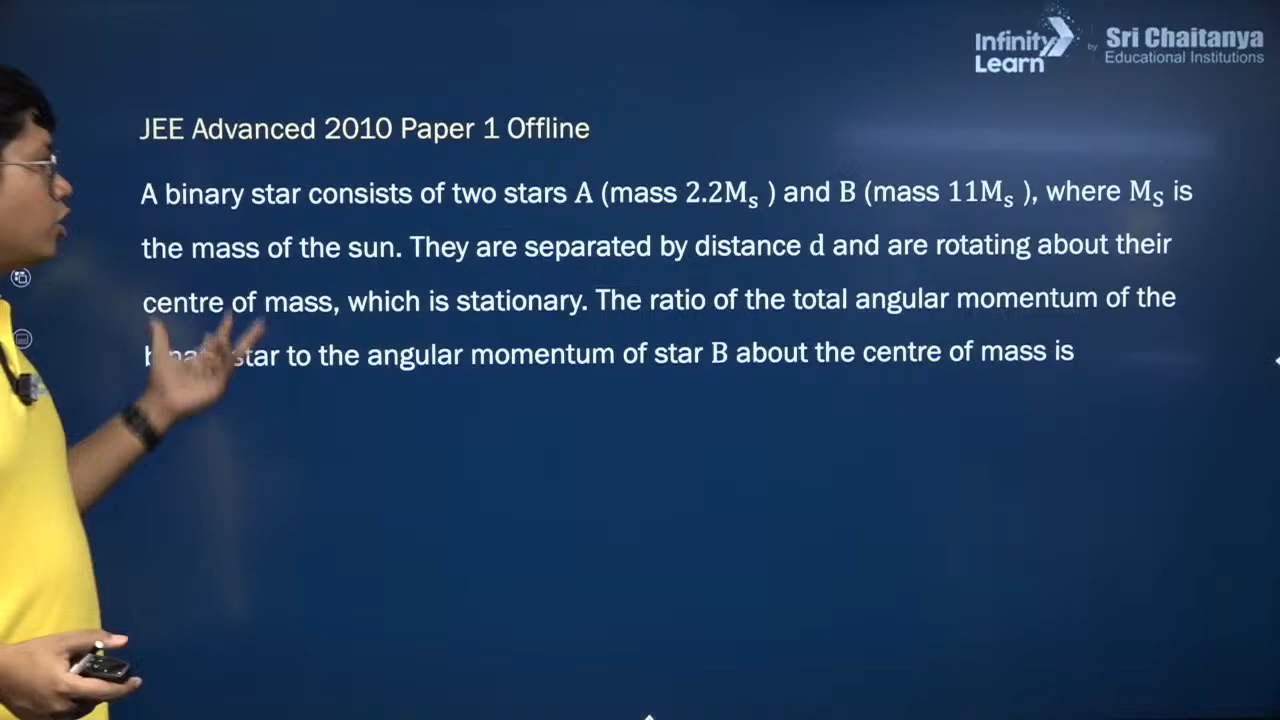 Infinity Learn by Sri Chaitanya Educational Institutions
JEE Advanced 2010 Paper 1 Offline
A binary star consists of two stars A (mass 2.2Mₛ ) and B (mass 11Mₛ ), where M_S is
the mass of the sun. They are separated by distance d and are rotating about their
centre of mass, which is stationary. The ratio of the total angular momentum of the
star to the angular momentum of star B about the centre of mass is